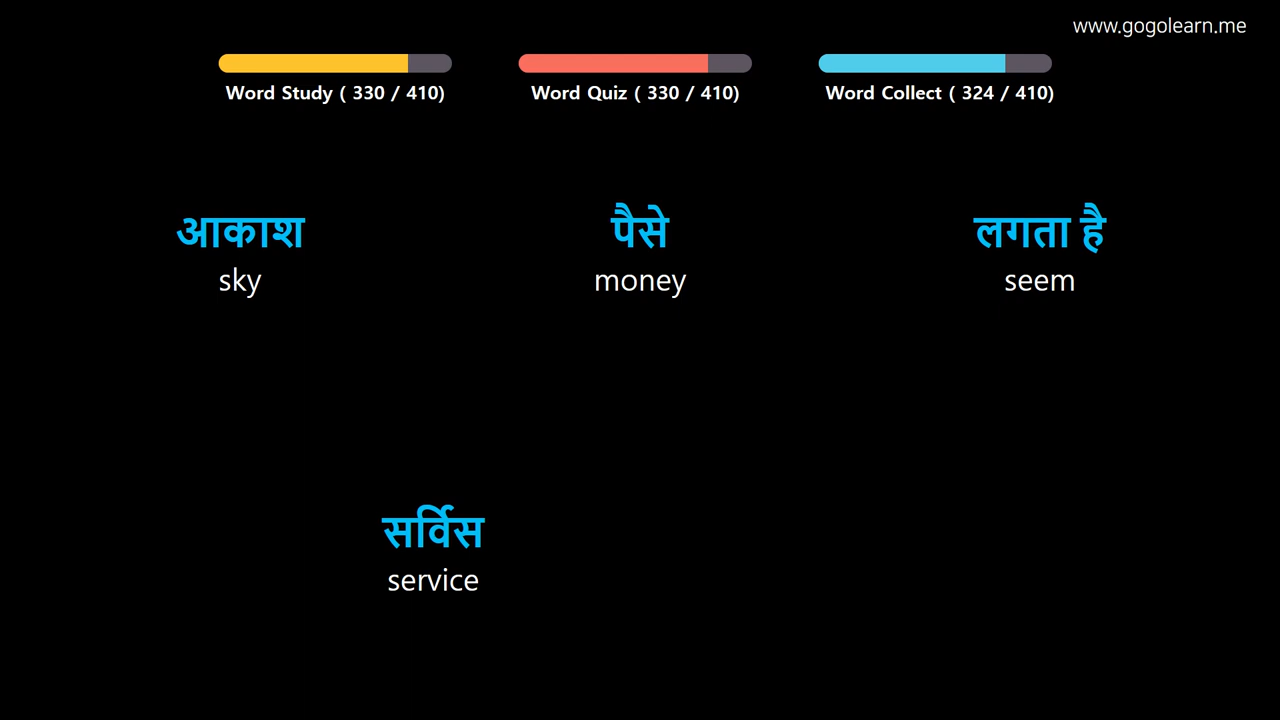 www.gogolearn.me
Word Study ( 330 / 410)
Word Quiz ( 330 / 410)
Word Collect ( 324 / 410)
आकाश
sky
पैसे
money
लगता है
seem
सर्विस
service